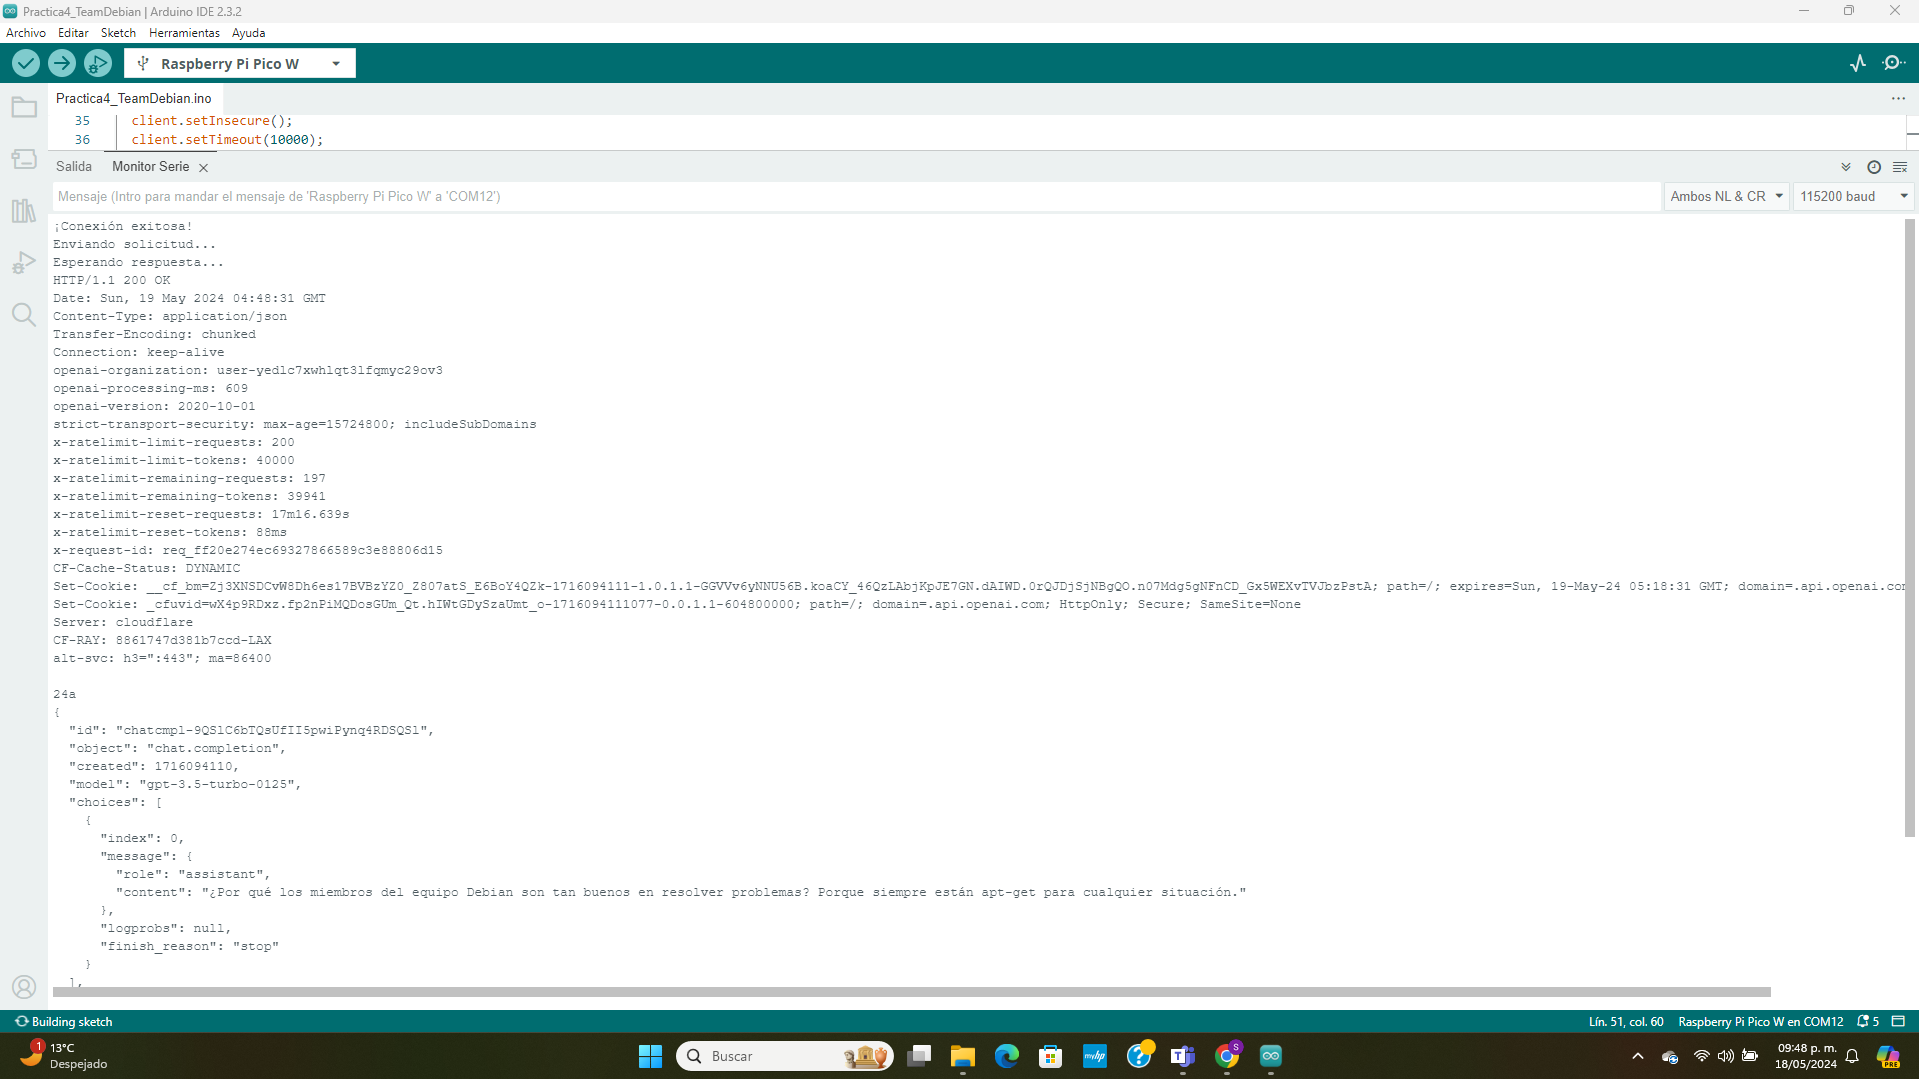 Practica4_TeamDebian | Arduino IDE 2.3.2
Archivo Editar Sketch Herramientas Ayuda
Raspberry Pi Pico W
Practica4_TeamDebian.ino
35 client.setInsecure();
36 client.setTimeout(10000);
Salida Monitor Serie
Mensaje (Intro para mandar el mensaje de 'Raspberry Pi Pico W' a 'COM12')
Ambos NL & CR 115200 baud
¡Conexión exitosa!
Enviando solicitud...
Esperando respuesta...
HTTP/1.1 200 OK
Date: Sun, 19 May 2024 04:48:31 GMT
Content-Type: application/json
Transfer-Encoding: chunked
Connection: keep-alive
openai-organization: user-yedlc7xwhlqt3lfqmyc29ov3
openai-processing-ms: 609
openai-version: 2020-10-01
strict-transport-security: max-age=15724800; includeSubDomains
x-ratelimit-limit-requests: 200
x-ratelimit-limit-tokens: 40000
x-ratelimit-remaining-requests: 197
x-ratelimit-remaining-tokens: 39941
x-ratelimit-reset-requests: 17m16.639s
x-ratelimit-reset-tokens: 88ms
x-request-id: req_ff20e274ec69327866589c3e88806d15
CF-Cache-Status: DYNAMIC
Set-Cookie: __cf_bm=Zj3XNSDCvW8Dh6es17BVBzYZ0_Z807atS_E6BoY4QZk-1716094111-1.0.1.1-GGVVv6yNNU56B.koaCY_46QzLAbjKpJE7GN.dAIWD.0rQJDjSjNBgQO.n07Mdg5gNFnCD_Gx5WEXvTVJbzPstA; path=/; expires=Sun, 19-May-24 05:18:31 GMT; domain=.api.openai.com
Set-Cookie: _cfuvid=wX4p9RDxz.fp2nPiMQDosGUm_Qt.hIWtGDySzaUmt_o-1716094111077-0.0.1.1-604800000; path=/; domain=.api.openai.com; HttpOnly; Secure; SameSite=None
Server: cloudflare
CF-RAY: 8861747d381b7ccd-LAX
alt-svc: h3=":443"; ma=86400
24a
{
"id": "chatcmpl-9QSlC6bTQsUfII5pwiPynq4RDSQSl",
"object": "chat.completion",
"created": 1716094110,
"model": "gpt-3.5-turbo-0125",
"choices": [
{
"index": 0,
"message": {
"role": "assistant",
"content": "¿Por qué los miembros del equipo Debian son tan buenos en resolver problemas? Porque siempre están apt-get para cualquier situación."
},
"logprobs": null,
"finish_reason": "stop"
}
],
Building sketch
Lín. 51, col. 60 Raspberry Pi Pico W en COM12 5
1
13°C
Despejado
Buscar
myhp
S
PRE
09:48 p. m.
18/05/2024